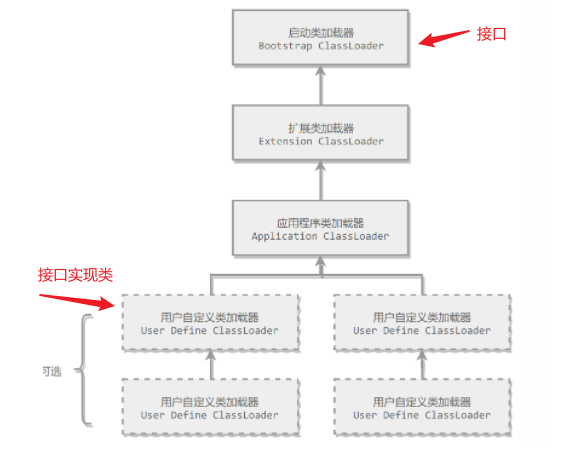 启动类加载器
Bootstrap ClassLoader
接口
扩展类加载器
Extension ClassLoader
应用程序类加载器
Application ClassLoader
接口实现类
用户自定义类加载器
User Define ClassLoader
用户自定义类加载器
User Define ClassLoader
可选
用户自定义类加载器
User Define ClassLoader
用户自定义类加载器
User Define ClassLoader